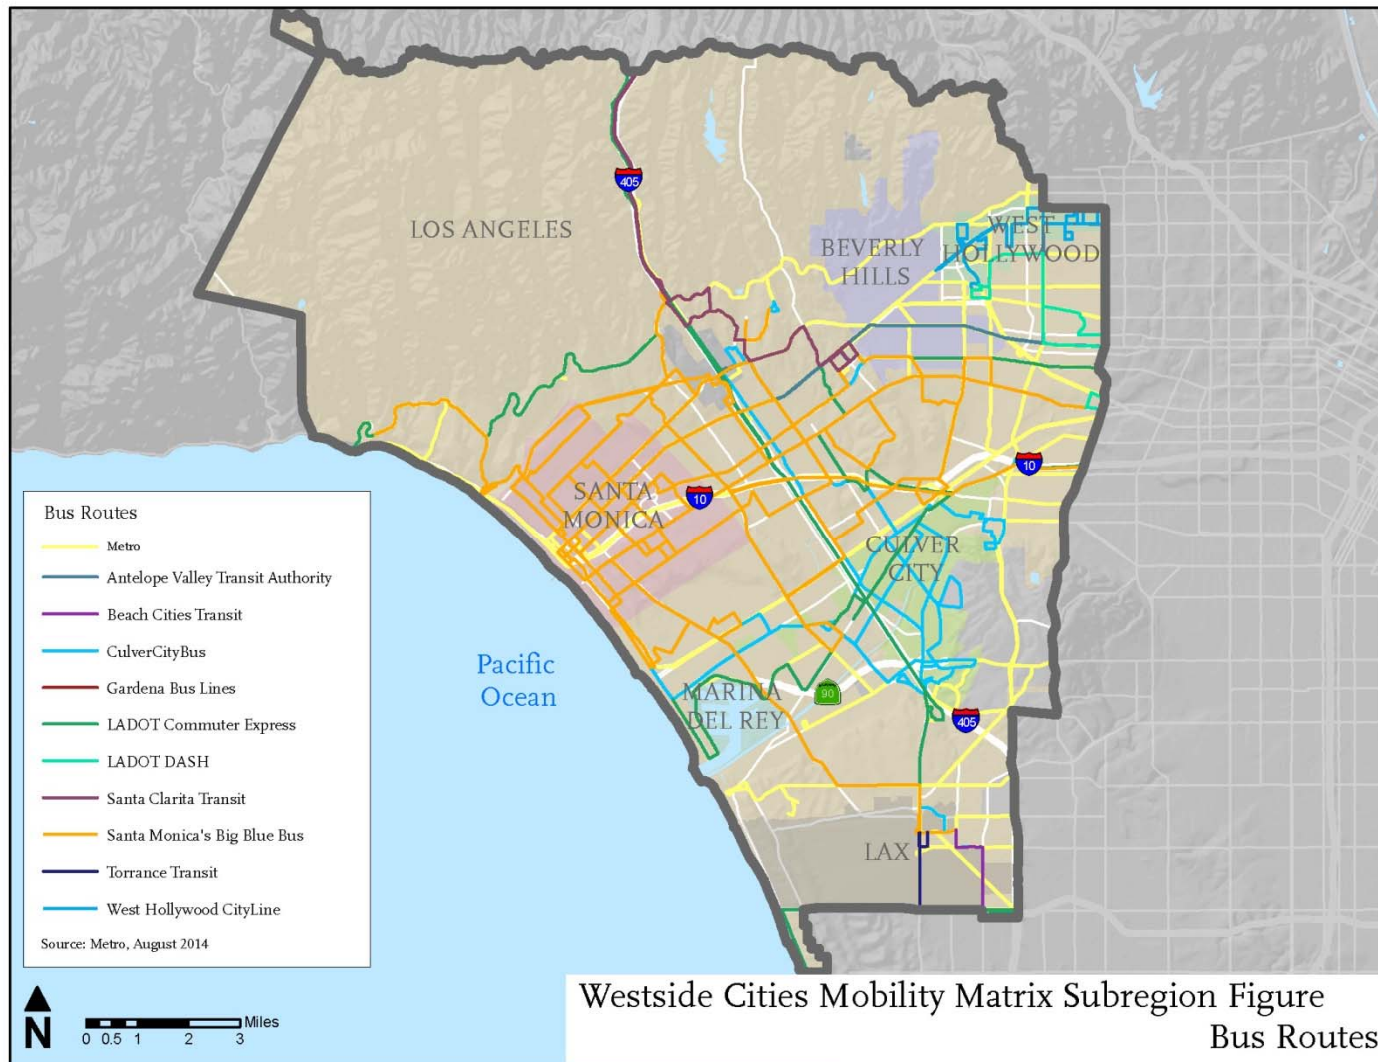 405
LOS ANGELES
BEVERLY
HILLS
WEST
HOLLYWOOD
10
SANTA
MONICA
10
CULVER
CITY
Pacific
Ocean
MARINA
DEL REY
90
405
LAX
Bus Routes
Metro
Antelope Valley Transit Authority
Beach Cities Transit
CulverCityBus
Gardena Bus Lines
LADOT Commuter Express
LADOT DASH
Santa Clarita Transit
Santa Monica's Big Blue Bus
Torrance Transit
West Hollywood CityLine
Source: Metro, August 2014
N
0 0.5 1 2 3 Miles
Westside Cities Mobility Matrix Subregion Figure
Bus Routes